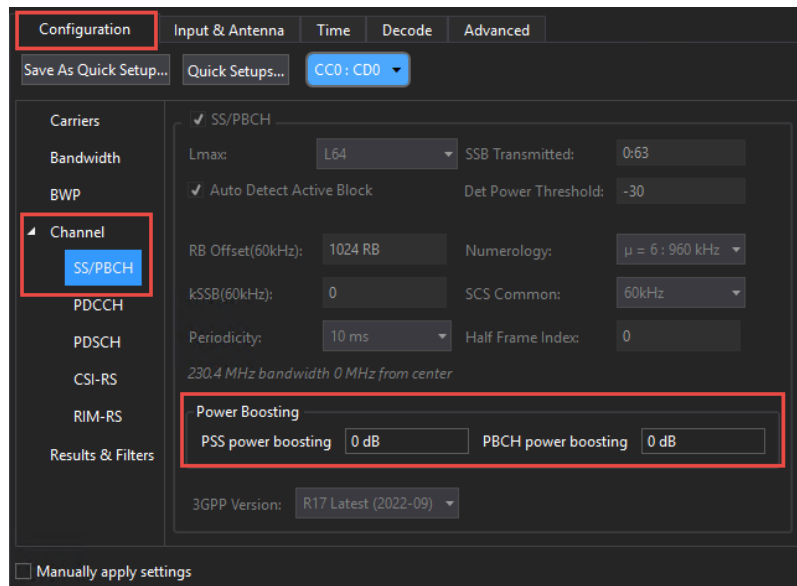 Configuration Input & Antenna Time Decode Advanced
Save As Quick Setup... Quick Setups... CC0 : CD0
Carriers
Bandwidth
BWP
Channel
SS/PBCH
PDCCH
PDSCH
CSI-RS
RIM-RS
Results & Filters
SS/PBCH
Lmax: L64 SSB Transmitted: 0:63
Auto Detect Active Block Det Power Threshold: -30
RB Offset(60kHz): 1024 RB Numerology: μ = 6 : 960 kHz
kSSB(60kHz): 0 SCS Common: 60kHz
Periodicity: 10 ms Half Frame Index: 0
230.4 MHz bandwidth 0 MHz from center
Power Boosting
PSS power boosting 0 dB PBCH power boosting 0 dB
3GPP Version: R17 Latest (2022-09)
Manually apply settings